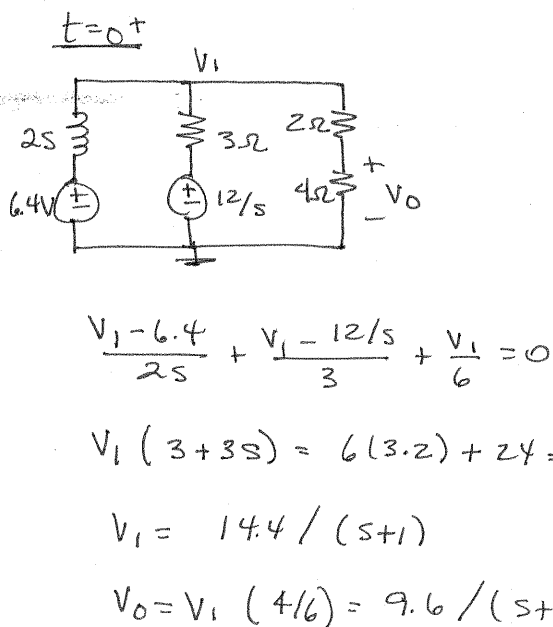 t=0+
V1
2S
3Ω
2Ω
+
6.4V
+
-
+
-
12/s
4Ω
Vo
-
V1-6.4/2s + V1-12/s/3 + V1/6 = 0
V1 (3+3s) = 6(3.2) + 24 =
V1 = 14.4/(s+1)
Vo = V1 (4/6) = 9.6/(s+